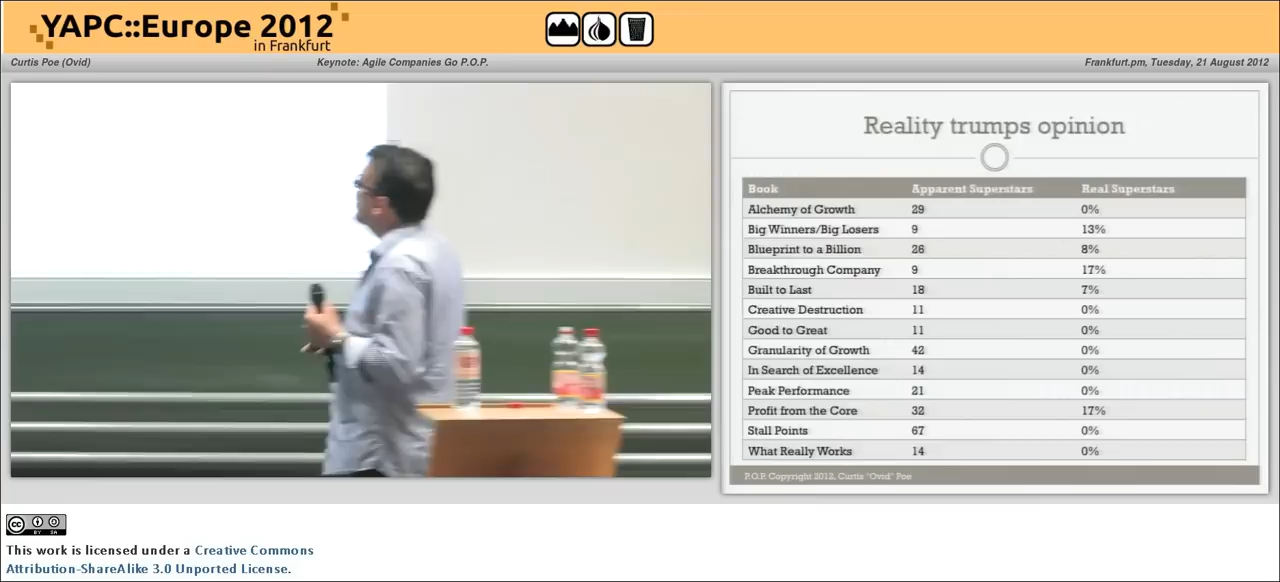 YAPC::Europe 2012
in Frankfurt
Curtis Poe (Ovid) Keynote: Agile Companies Go P.O.P. Frankfurt.pm, Tuesday, 21 August 2012
Reality trumps opinion
Book Apparent Superstars Real Superstars
Alchemy of Growth 29 0%
Big Winners/Big Losers 9 13%
Blueprint to a Billion 26 8%
Breakthrough Company 9 17%
Built to Last 18 7%
Creative Destruction 11 0%
Good to Great 11 0%
Granularity of Growth 42 0%
In Search of Excellence 14 0%
Peak Performance 21 0%
Profit from the Core 32 17%
Stall Points 67 0%
What Really Works 14 0%
P.O.P. Copyright 2012, Curtis "Ovid" Poe
cc BY SA
This work is licensed under a Creative Commons
Attribution-ShareAlike 3.0 Unported License.